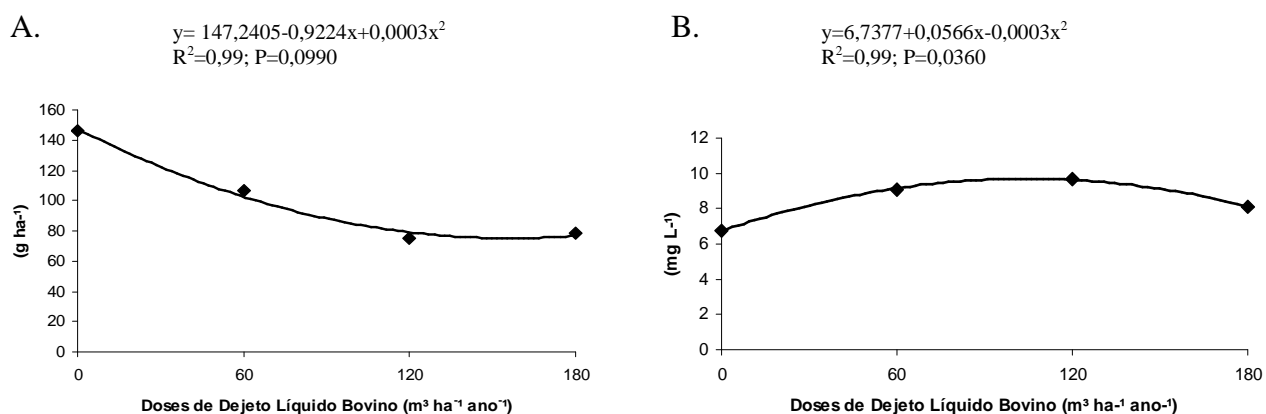 A.
y= 147,2405-0,9224x+0,0003x²
R²=0,99; P=0,0990
160
140
120
100
80
60
40
20
0
(g ha-¹)
0 60 120 180
Doses de Dejeto Líquido Bovino (m³ ha⁻¹ ano⁻¹)
B.
y=6,7377+0,0566x-0,0003x²
R²=0,99; P=0,0360
12
10
8
6
4
2
0
(mg L-¹)
0 60 120 180
Doses de Dejeto Líquido Bovino (m³ ha-¹ ano-¹)